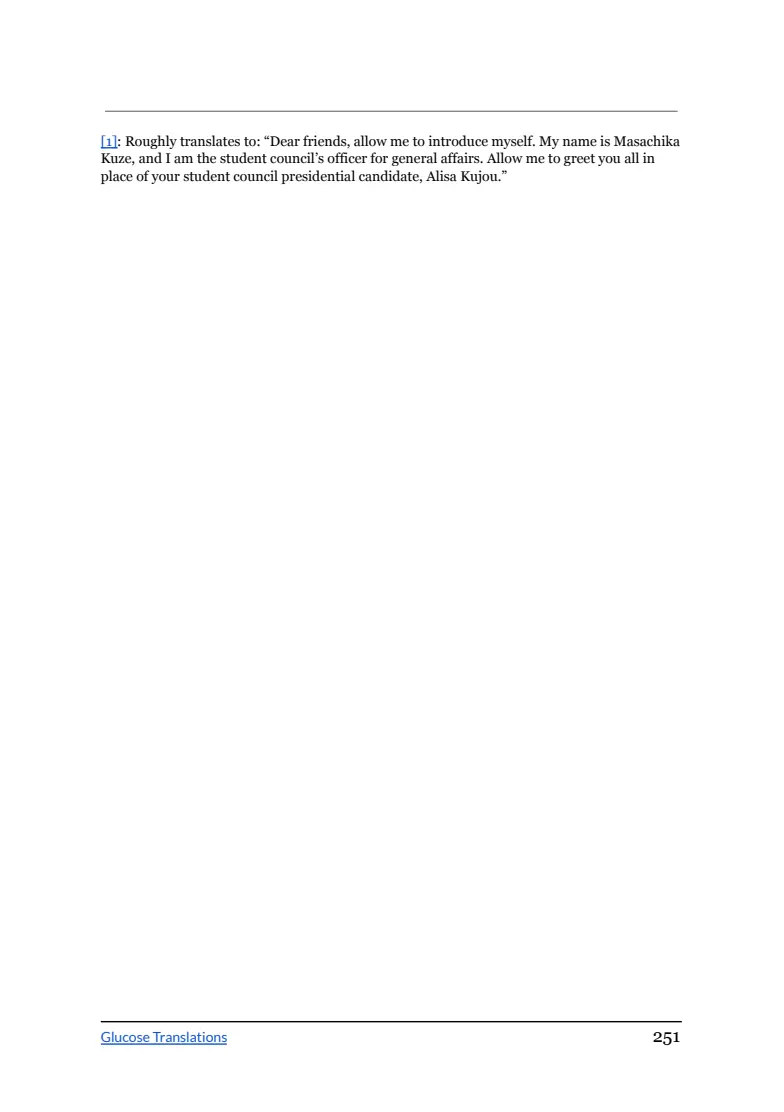 [1]: Roughly translates to: “Dear friends, allow me to introduce myself. My name is Masachika
Kuze, and I am the student council’s officer for general affairs. Allow me to greet you all in
place of your student council presidential candidate, Alisa Kujou.”
Glucose Translations
251